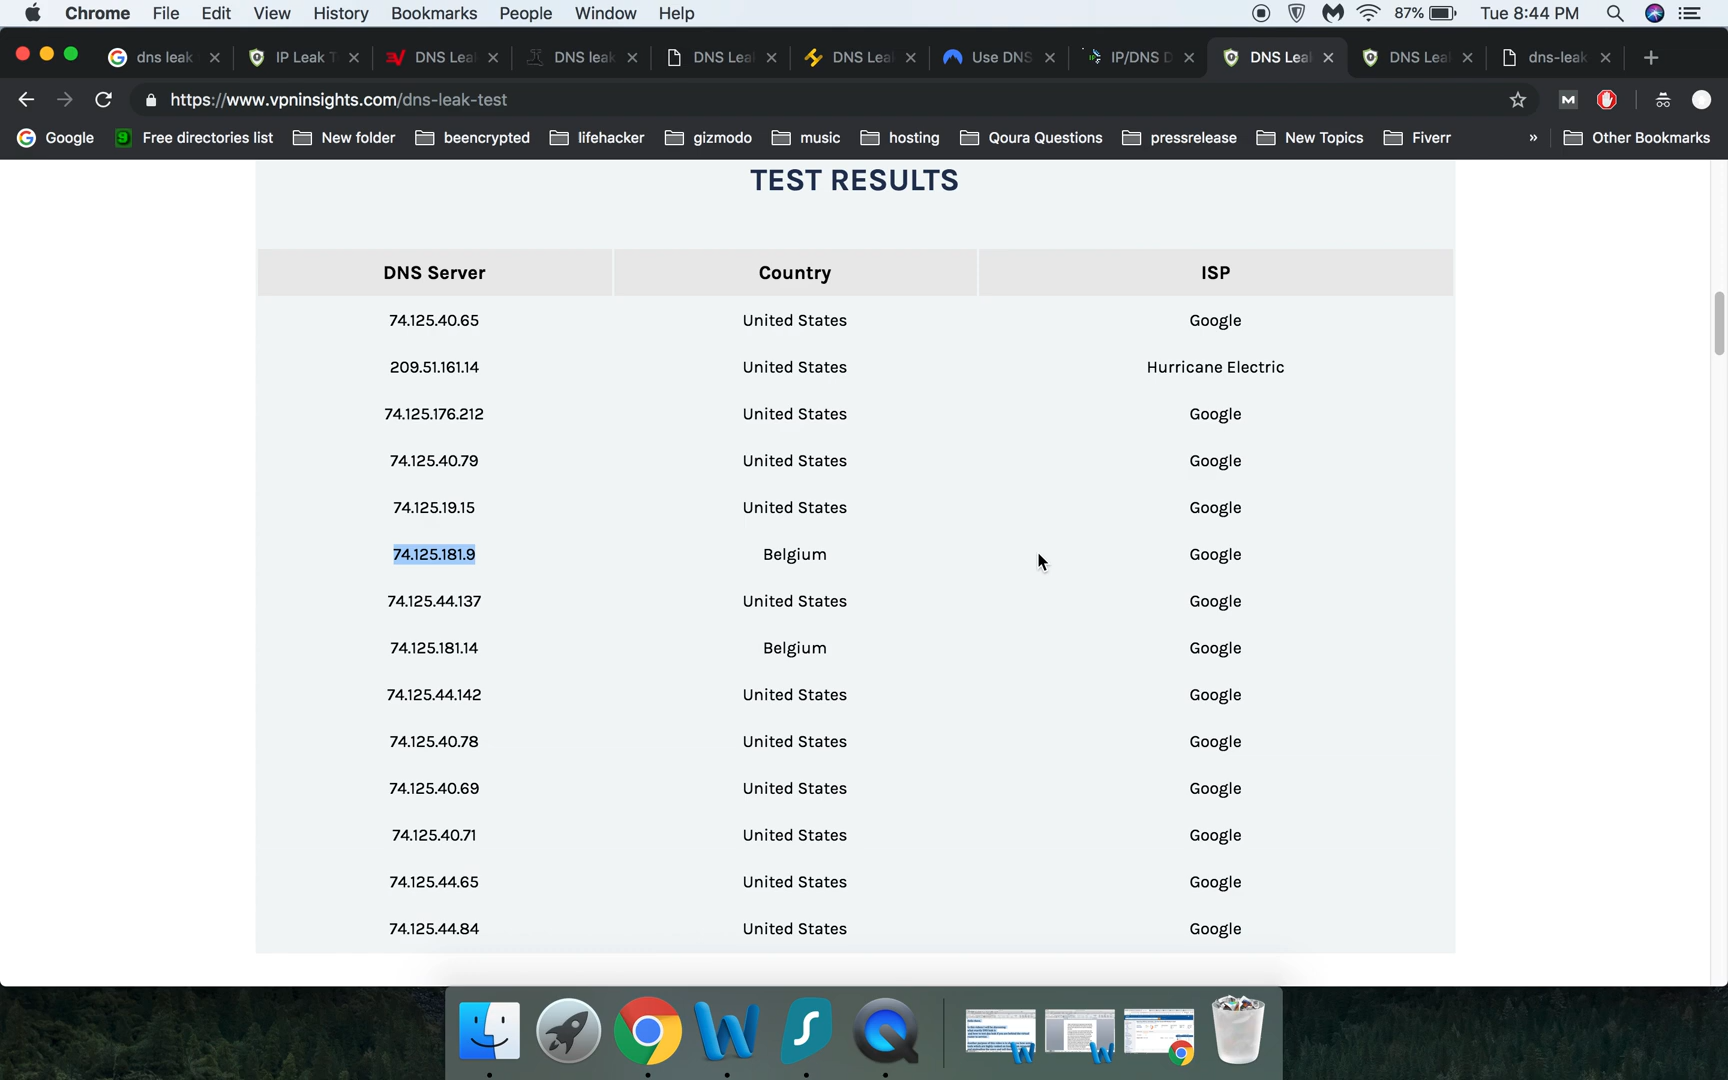 Chrome File Edit View History Bookmarks People Window Help 87% Tue 8:44 PM
dns leak IP Leak T DNS Lea DNS leak DNS Lea DNS Lea Use DNS IP/DNS D DNS Lea DNS Lea dns-leak
https://www.vpninsights.com/dns-leak-test
Google Free directories list New folder beencrypted lifehacker gizmodo music hosting Qoura Questions pressrelease New Topics Fiverr » Other Bookmarks
TEST RESULTS
DNS Server Country ISP
74.125.40.65 United States Google
209.51.161.14 United States Hurricane Electric
74.125.176.212 United States Google
74.125.40.79 United States Google
74.125.19.15 United States Google
74.125.181.9 Belgium Google
74.125.44.137 United States Google
74.125.181.14 Belgium Google
74.125.44.142 United States Google
74.125.40.78 United States Google
74.125.40.69 United States Google
74.125.40.71 United States Google
74.125.44.65 United States Google
74.125.44.84 United States Google